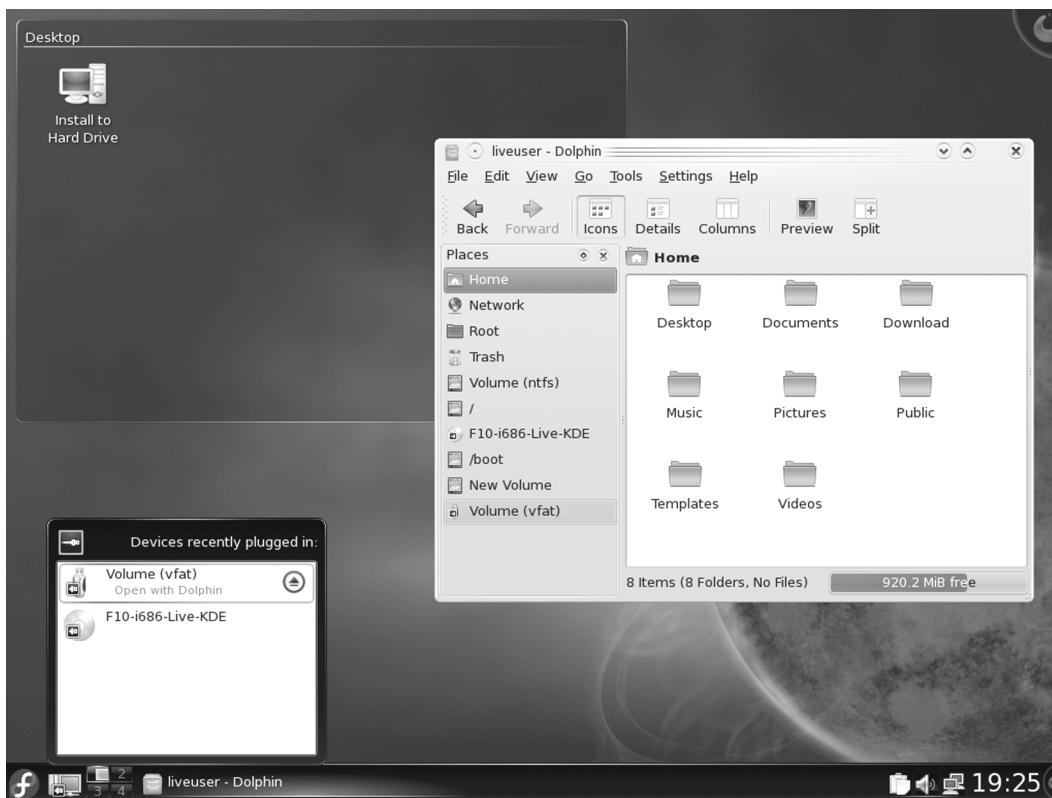 Desktop
Install to
Hard Drive
liveuser - Dolphin
File Edit View Go Tools Settings Help
Back Forward Icons Details Columns Preview Split
Places
Home
Network
Root
Trash
Volume (ntfs)
/
F10-i686-Live-KDE
/boot
New Volume
Volume (vfat)
Home
Desktop Documents Download
Music Pictures Public
Templates Videos
8 Items (8 Folders, No Files) 920.2 MiB free
Devices recently plugged in:
Volume (vfat)
Open with Dolphin
F10-i686-Live-KDE
2
3 4
liveuser - Dolphin
19:25